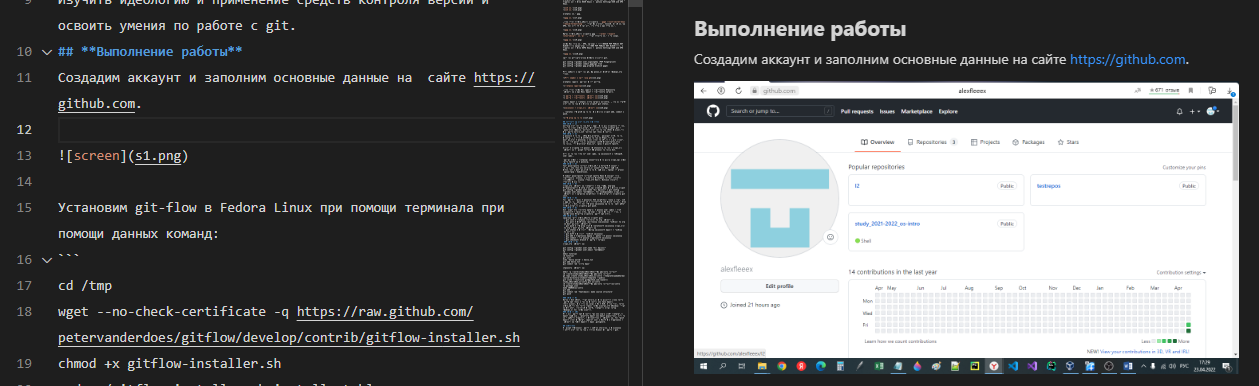 изучить идеологию и применение средств контроля версий и
освоить умения по работе с git.
10 ## **Выполнение работы**
11 Создадим аккаунт и заполним основные данные на  сайте https://
github.com.
12
13 ![screen](s1.png)
14
15 Установим git-flow в Fedora Linux при помощи терминала при
помощи данных команд:
16 ```
17 cd /tmp
18 wget --no-check-certificate -q https://raw.github.com/
petervanderdoes/gitflow/develop/contrib/gitflow-installer.sh
19 chmod +x gitflow-installer.sh
Выполнение работы
Создадим аккаунт и заполним основные данные на сайте https://github.com.
github.com
alexfleeex
671 отзыв
Search or jump to...
/
Pull requests Issues Marketplace Explore
Overview Repositories 3 Projects Packages Stars
Popular repositories
Customize your pins
Public
testrepos
Public
study_2021-2022_os-intro
Public
Shell
alexfleeex
Edit profile
Joined 21 hours ago
14 contributions in the last year
Contribution settings
Apr May Jun Jul Aug Sep Oct Nov Dec Jan Feb Mar Apr
Mon
Wed
Fri
Learn how we count contributions
Less More
NEW! View your contributions in 3D, VR and IRL!
17:29
РУС
23.04.2022